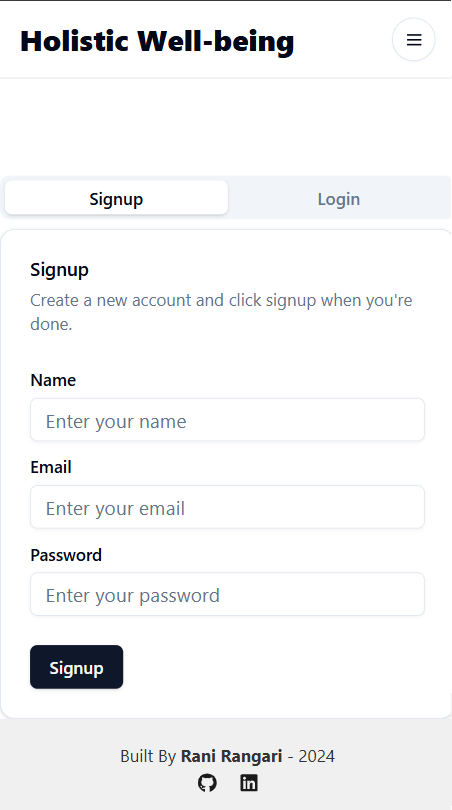 Holistic Well-being
Signup
Login
Signup
Create a new account and click signup when you're
done.
Name
Enter your name
Email
Enter your email
Password
Enter your password
Signup
Built By Rani Rangari - 2024